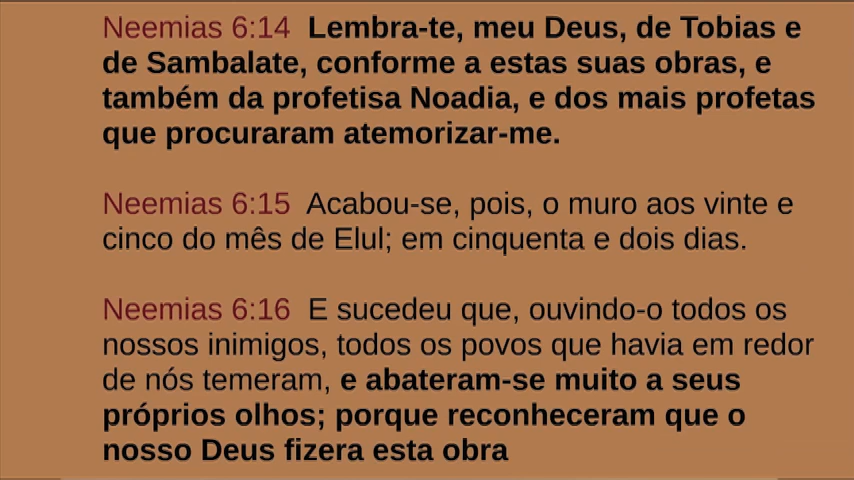 Neemias 6:14 Lembra-te, meu Deus, de Tobias e
de Sambalate, conforme a estas suas obras, e
também da profetisa Noadia, e dos mais profetas
que procuraram atemorizar-me.
Neemias 6:15 Acabou-se, pois, o muro aos vinte e
cinco do mês de Elul; em cinquenta e dois dias.
Neemias 6:16 E sucedeu que, ouvindo-o todos os
nossos inimigos, todos os povos que havia em redor
de nós temeram, e abateram-se muito a seus
próprios olhos; porque reconheceram que o
nosso Deus fizera esta obra